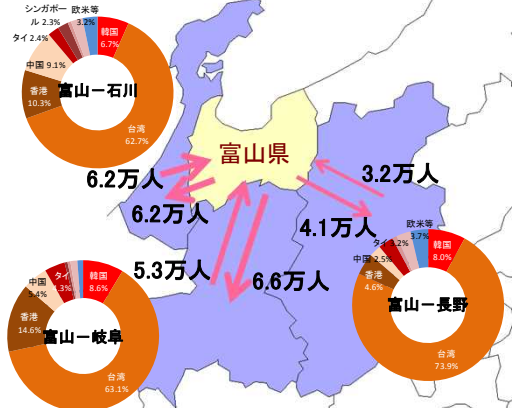 シンガポー
ル 2.3%
欧米等
3.2%
韓国
6.7%
タイ 2.4%
中国 9.1%
香港
10.3%
富山－石川
台湾
62.7%
富山県
6.2万人
6.2万人
3.2万人
4.1万人
5.3万人
6.6万人
韓国
8.6%
タイ
中国
5.4%
香港
14.6%
富山－岐阜
台湾
63.1%
欧米等
3.7%
韓国
8.0%
タイ
中国 2.5%
香港
4.6%
富山－長野
台湾
73.9%